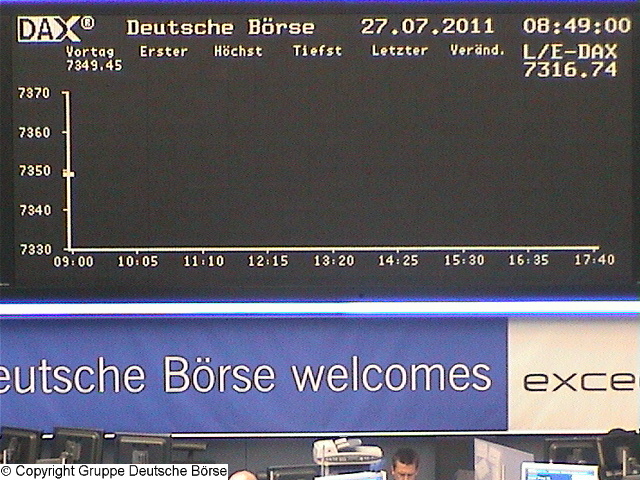 DAX® Deutsche Börse 27.07.2011 08:49:00
Vortag Erster Höchst Tiefst Letzter Veränd. L/E-DAX
7349.45 7316.74
7370
7360
7350
7340
7330
09:00 10:05 11:10 12:15 13:20 14:25 15:30 16:35 17:40
eutsche Börse welcomes excee
© Copyright Gruppe Deutsche Börse